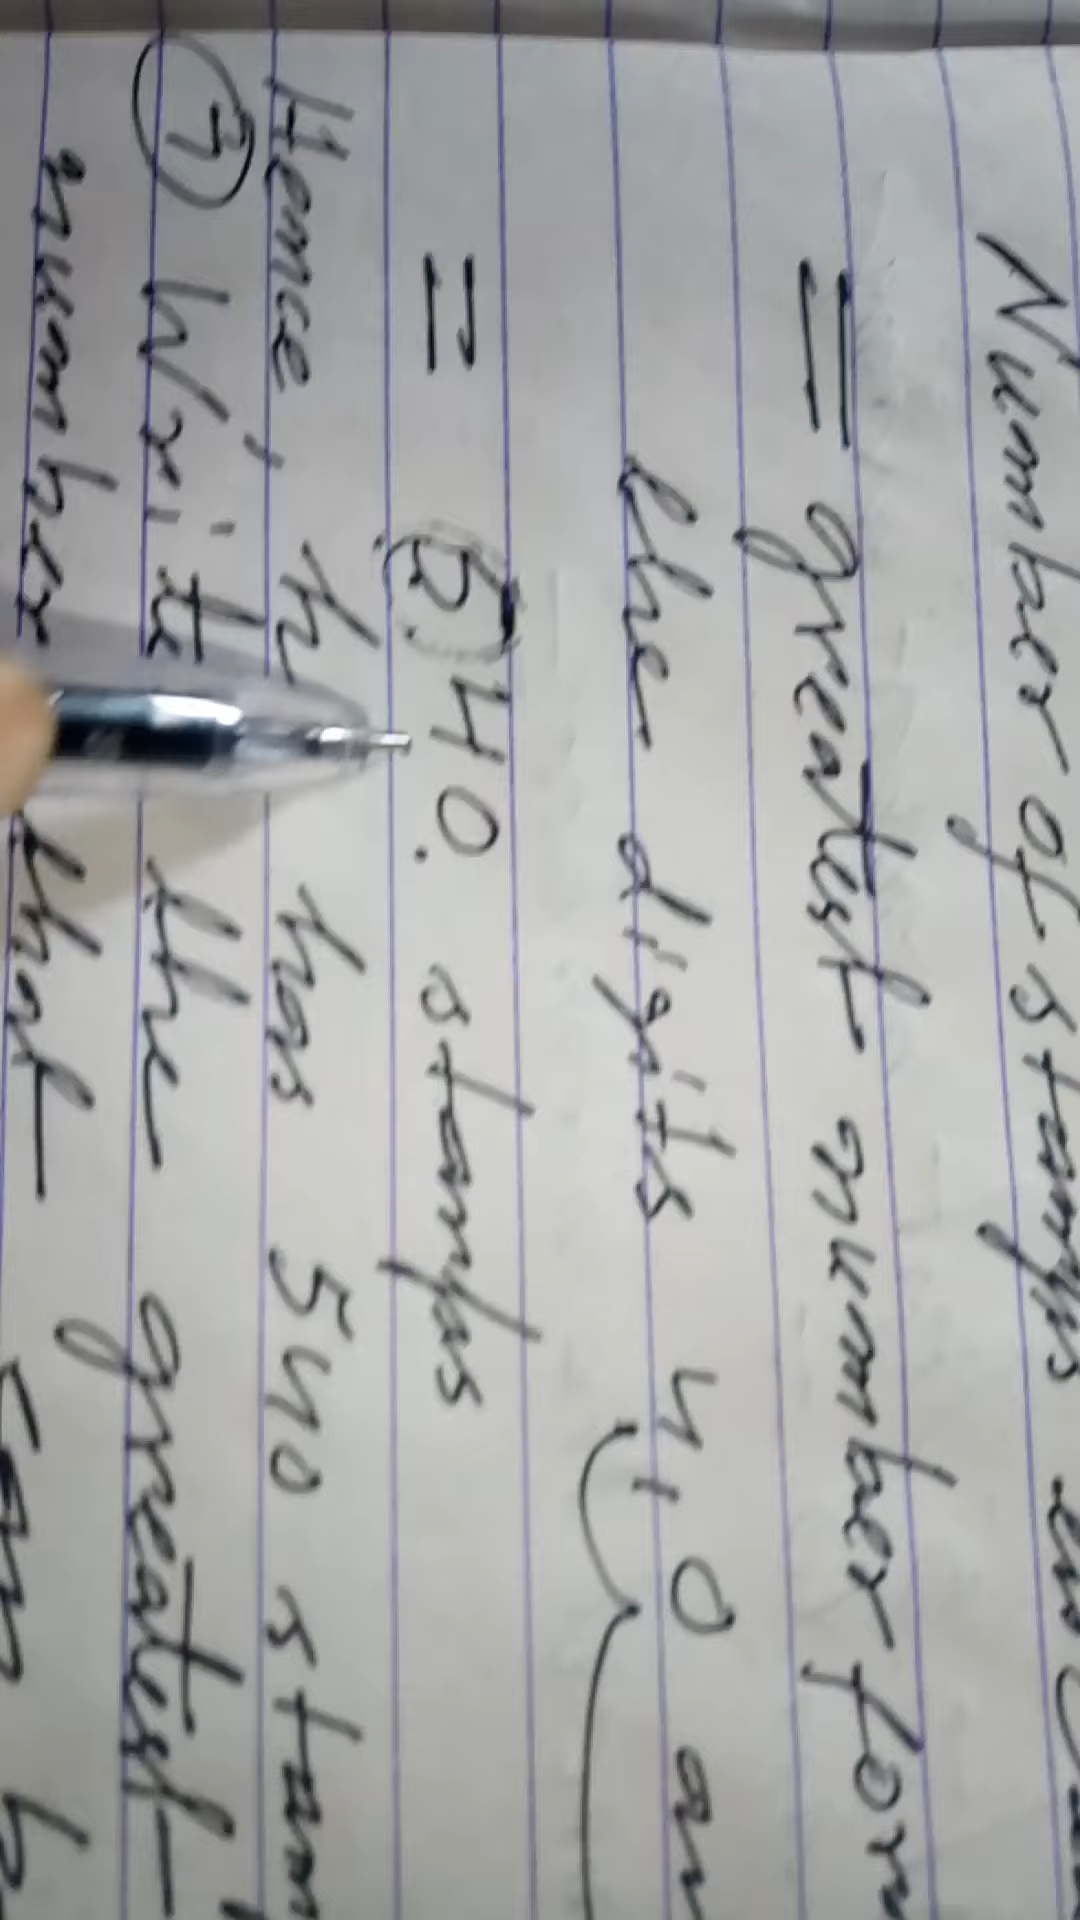 Number of stamps
= greatest number for
the digits 4, 0 an
= 540. stamps
Hence, he has 540 stam
7 Write the greatest
number that can b